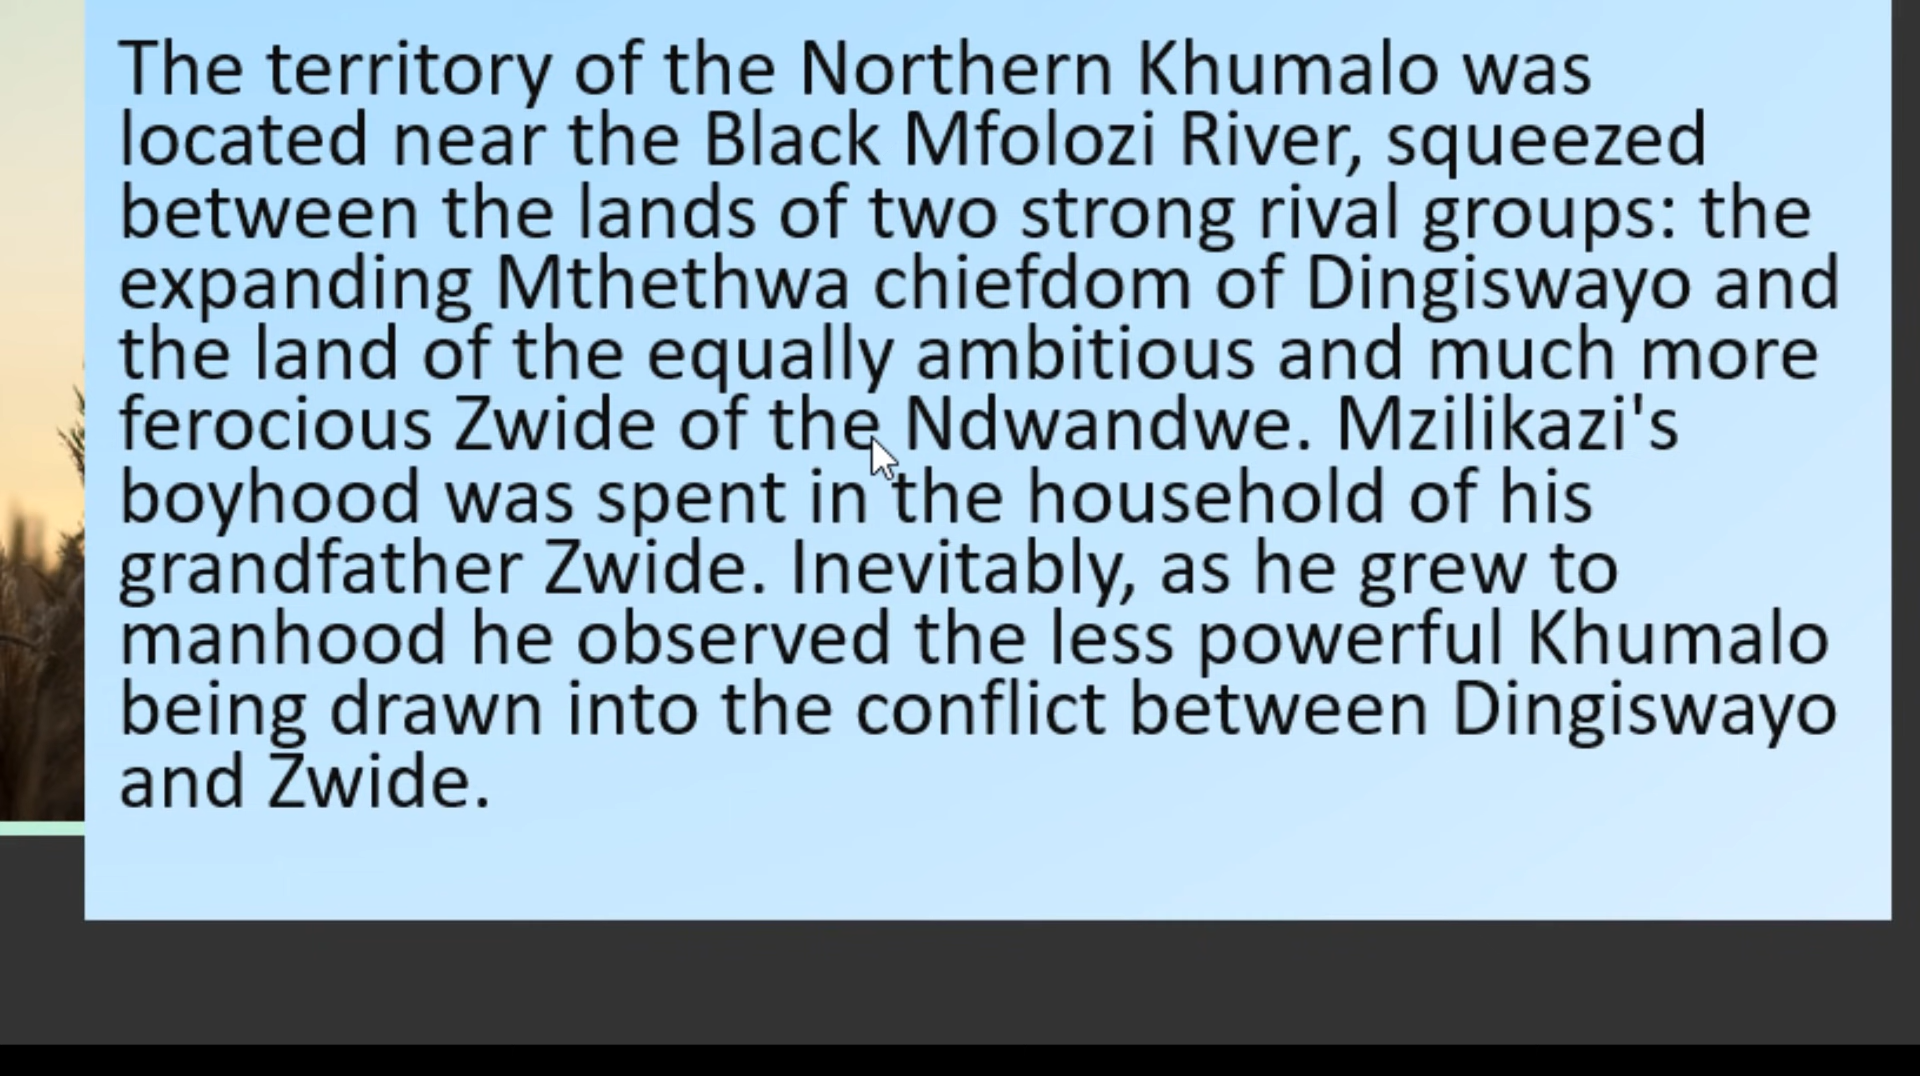 The territory of the Northern Khumalo was
located near the Black Mfolozi River, squeezed
between the lands of two strong rival groups: the
expanding Mthethwa chiefdom of Dingiswayo and
the land of the equally ambitious and much more
ferocious Zwide of the Ndwandwe. Mzilikazi's
boyhood was spent in the household of his
grandfather Zwide. Inevitably, as he grew to
manhood he observed the less powerful Khumalo
being drawn into the conflict between Dingiswayo
and Zwide.